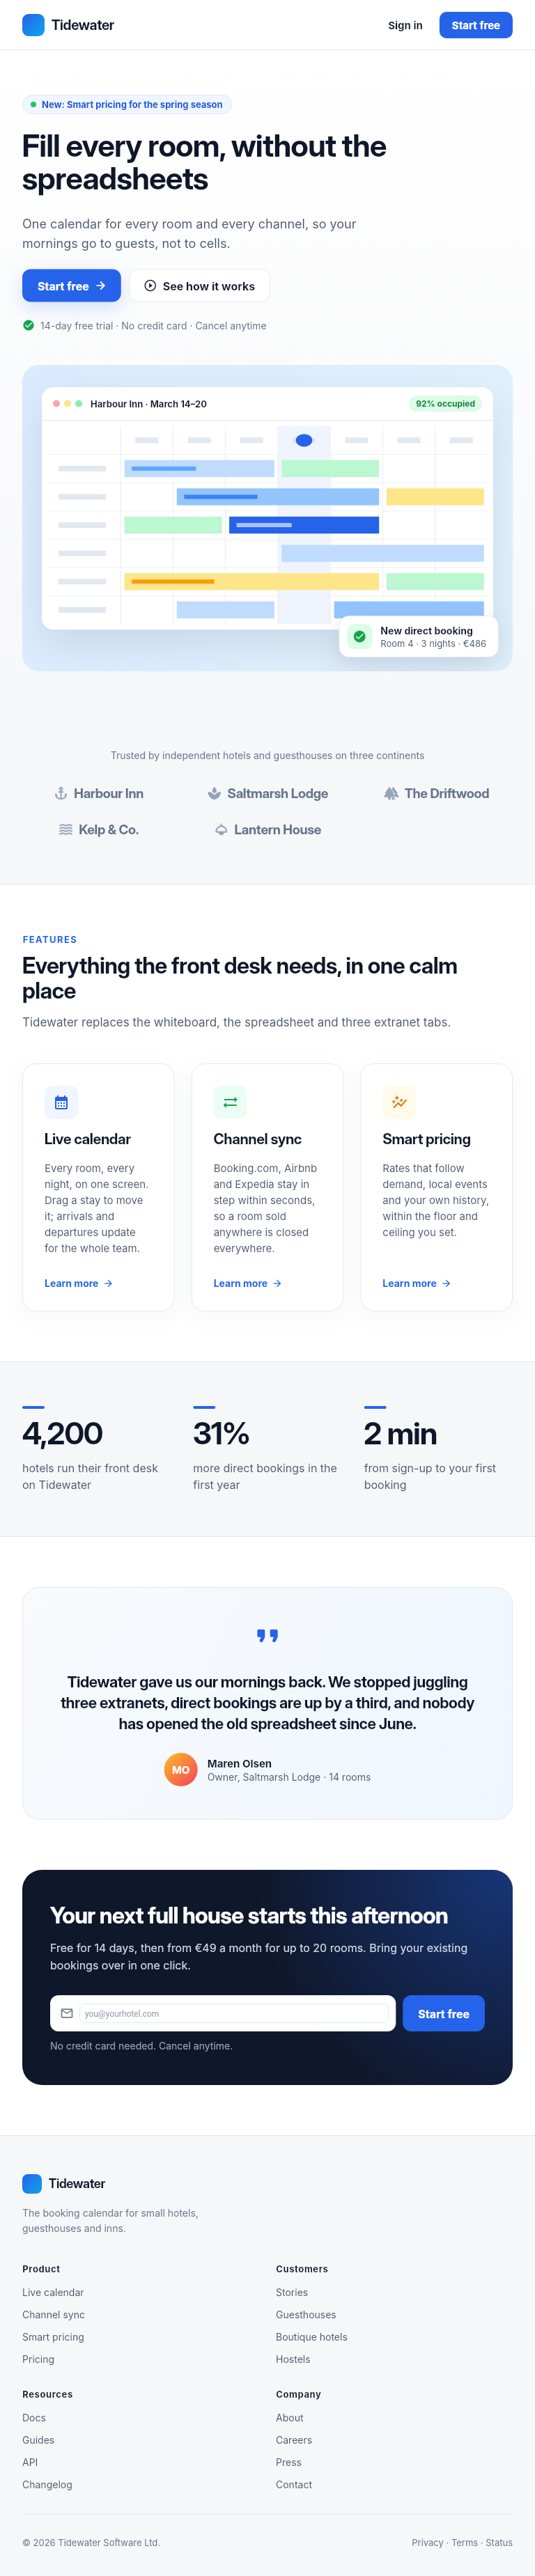 Tidewater
Sign in
Start free
New: Smart pricing for the spring season
Fill every room, without the
spreadsheets
One calendar for every room and every channel, so your
mornings go to guests, not to cells.
Start free
See how it works
14-day free trial · No credit card · Cancel anytime
Harbour Inn · March 14–20
92% occupied
New direct booking
Room 4 · 3 nights · €486
Trusted by independent hotels and guesthouses on three continents
Harbour Inn
Saltmarsh Lodge
The Driftwood
Kelp & Co.
Lantern House
FEATURES
Everything the front desk needs, in one calm
place
Tidewater replaces the whiteboard, the spreadsheet and three extranet tabs.
Live calendar
Every room, every
night, on one screen.
Drag a stay to move
it; arrivals and
departures update
for the whole team.
Learn more
Channel sync
Booking.com, Airbnb
and Expedia stay in
step within seconds,
so a room sold
anywhere is closed
everywhere.
Learn more
Smart pricing
Rates that follow
demand, local events
and your own history,
within the floor and
ceiling you set.
Learn more
4,200
hotels run their front desk
on Tidewater
31%
more direct bookings in the
first year
2 min
from sign-up to your first
booking
Tidewater gave us our mornings back. We stopped juggling
three extranets, direct bookings are up by a third, and nobody
has opened the old spreadsheet since June.
MO
Maren Olsen
Owner, Saltmarsh Lodge · 14 rooms
Your next full house starts this afternoon
Free for 14 days, then from €49 a month for up to 20 rooms. Bring your existing
bookings over in one click.
you@yourhotel.com
Start free
No credit card needed. Cancel anytime.
Tidewater
The booking calendar for small hotels,
guesthouses and inns.
Product
Live calendar
Channel sync
Smart pricing
Pricing
Customers
Stories
Guesthouses
Boutique hotels
Hostels
Resources
Docs
Guides
API
Changelog
Company
About
Careers
Press
Contact
© 2026 Tidewater Software Ltd.
Privacy · Terms · Status